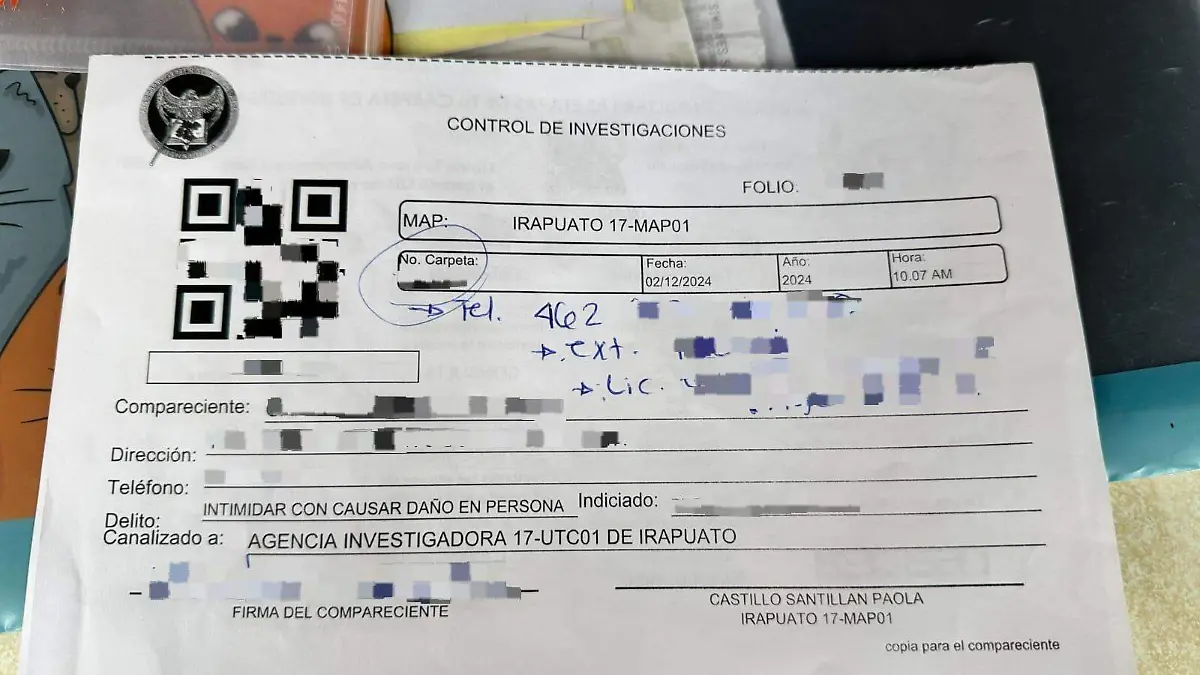 CONTROL DE INVESTIGACIONES
FOLIO:
MAP: IRAPUATO 17-MAP01
No. Carpeta:
Fecha: 02/12/2024
Año: 2024
Hora: 10.07 AM
→ Tel. 462
→ ext.
→ Lic.
Compareciente:
Dirección:
Teléfono:
Delito: INTIMIDAR CON CAUSAR DAÑO EN PERSONA Indiciado:
Canalizado a: AGENCIA INVESTIGADORA 17-UTC01 DE IRAPUATO
FIRMA DEL COMPARECIENTE
CASTILLO SANTILLAN PAOLA
IRAPUATO 17-MAP01
copia para el compareciente